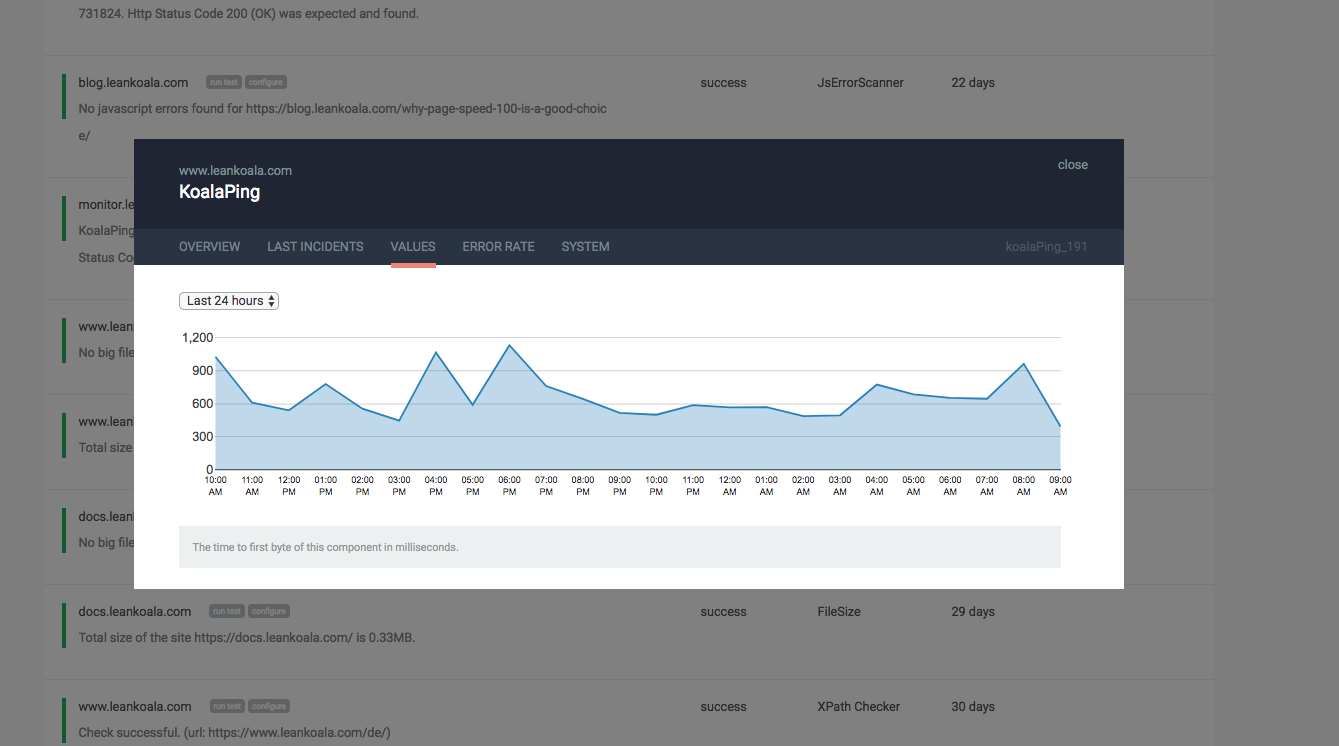 731824. Http Status Code 200 (OK) was expected and found.
blog.leankoala.com run test configure success JsErrorScanner 22 days
No javascript errors found for https://blog.leankoala.com/why-page-speed-100-is-a-good-choic
e/
www.leankoala.com
close
KoalaPing
monitor.le
KoalaPing
Status Co
OVERVIEW LAST INCIDENTS VALUES ERROR RATE SYSTEM koalaPing_191
Last 24 hours
www.lean
No big file
www.lean
Total size
docs.leank
No big file
1,200
900
600
300
0
10:00 AM 11:00 AM 12:00 PM 01:00 PM 02:00 PM 03:00 PM 04:00 PM 05:00 PM 06:00 PM 07:00 PM 08:00 PM 09:00 PM 10:00 PM 11:00 PM 12:00 AM 01:00 AM 02:00 AM 03:00 AM 04:00 AM 05:00 AM 06:00 AM 07:00 AM 08:00 AM 09:00 AM
The time to first byte of this component in milliseconds.
docs.leankoala.com run test configure success FileSize 29 days
Total size of the site https://docs.leankoala.com/ is 0.33MB.
www.leankoala.com run test configure success XPath Checker 30 days
Check successful. (url: https://www.leankoala.com/de/)